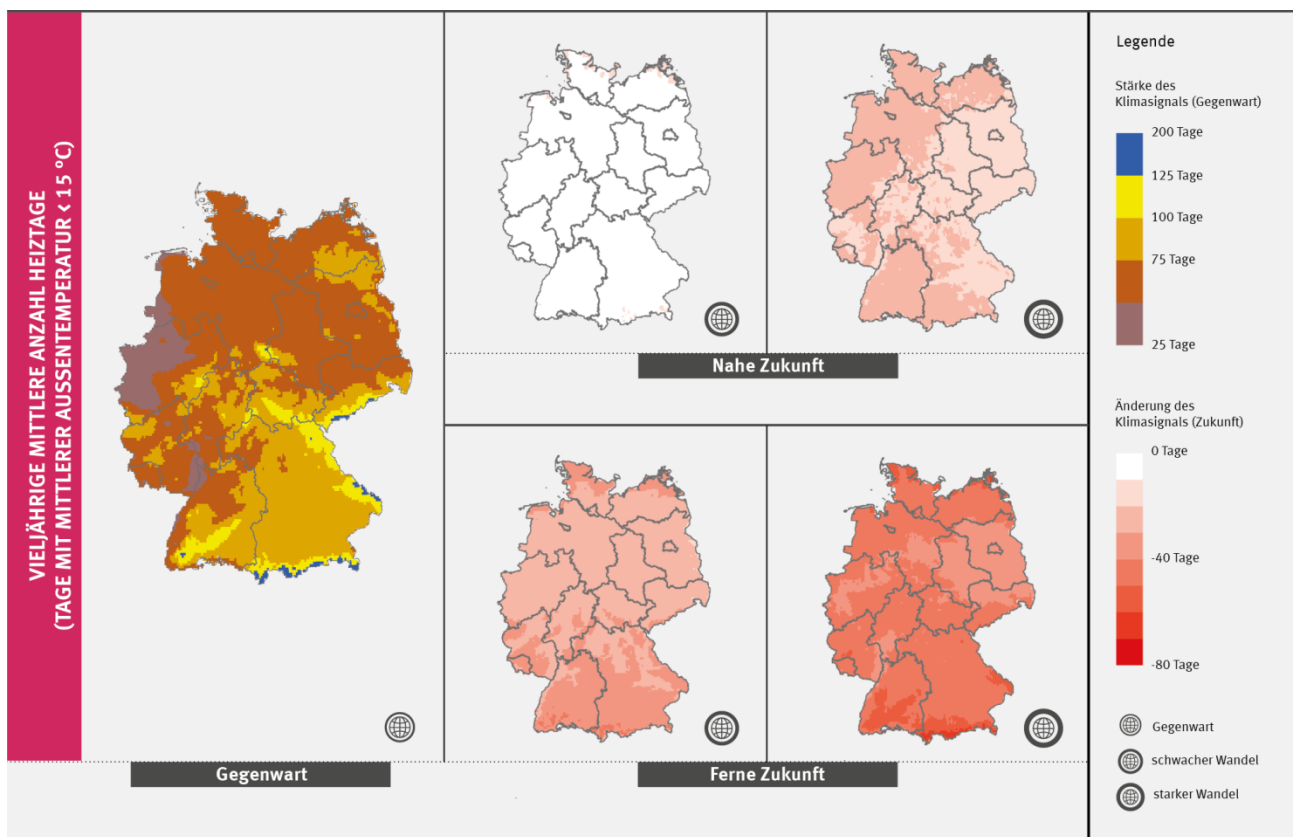 VIELJÄHRIGE MITTLERE ANZAHL HEIZTAGE
(TAGE MIT MITTLERER AUSSENTEMPERATUR < 15 °C)
Gegenwart
Nahe Zukunft
Ferne Zukunft
Legende
Stärke des
Klimasignals (Gegenwart)
200 Tage
125 Tage
100 Tage
75 Tage
25 Tage
Änderung des
Klimasignals (Zukunft)
0 Tage
-40 Tage
-80 Tage
Gegenwart
schwacher Wandel
starker Wandel